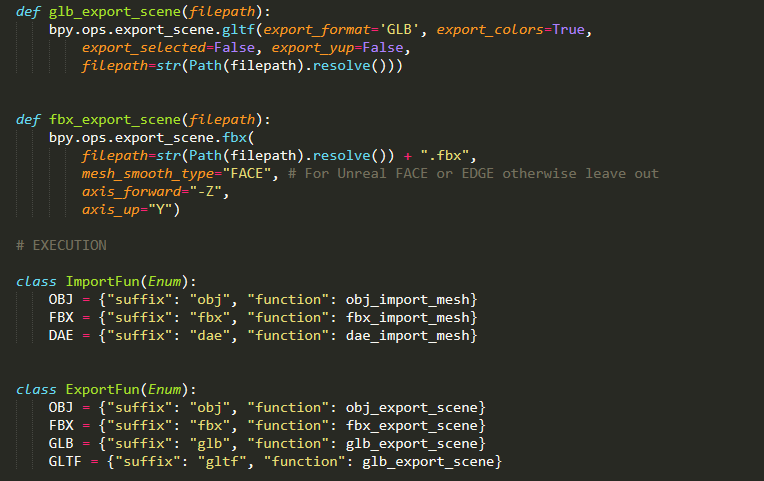 def glb_export_scene(filepath):
    bpy.ops.export_scene.gltf(export_format='GLB', export_colors=True,
        export_selected=False, export_yup=False,
        filepath=str(Path(filepath).resolve()))
def fbx_export_scene(filepath):
    bpy.ops.export_scene.fbx(
        filepath=str(Path(filepath).resolve()) + ".fbx",
        mesh_smooth_type="FACE", # For Unreal FACE or EDGE otherwise leave out
        axis_forward="-Z",
        axis_up="Y")
# EXECUTION
class ImportFun(Enum):
    OBJ = {"suffix": "obj", "function": obj_import_mesh}
    FBX = {"suffix": "fbx", "function": fbx_import_mesh}
    DAE = {"suffix": "dae", "function": dae_import_mesh}
class ExportFun(Enum):
    OBJ = {"suffix": "obj", "function": obj_export_scene}
    FBX = {"suffix": "fbx", "function": fbx_export_scene}
    GLB = {"suffix": "glb", "function": glb_export_scene}
    GLTF = {"suffix": "gltf", "function": glb_export_scene}